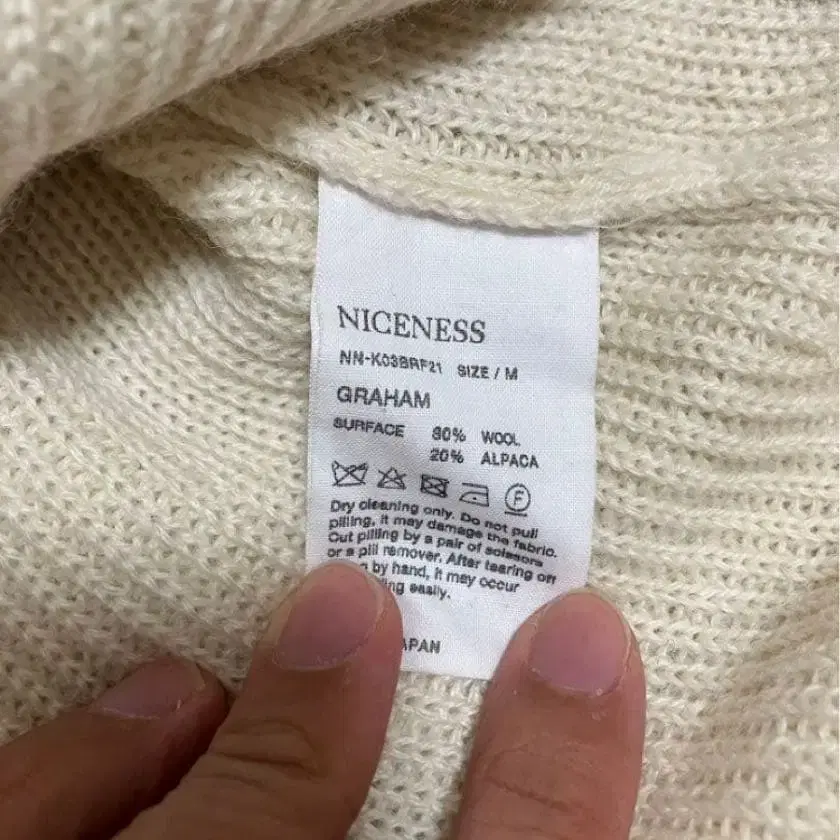 NICENESS
NN-K03BRF21 SIZE / M
GRAHAM
SURFACE 80% WOOL
20% ALPACA
F
Dry cleaning only. Do not pull
pilling, it may damage the fabric.
Cut pilling by a pair of scissors
or a pill remover. After tearing off
by hand, it may occur
easily.
APAN